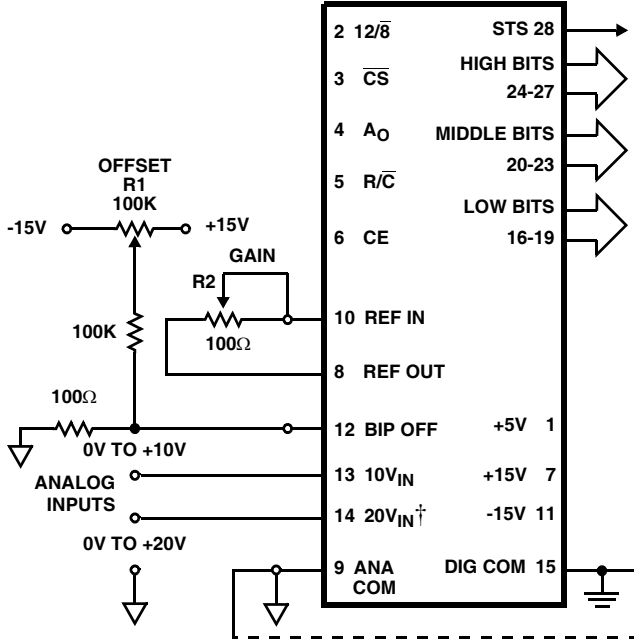 2 12/8̅
STS 28
HIGH BITS
24-27
3 C̅S̅
4 AO
MIDDLE BITS
20-23
5 R/C̅
LOW BITS
16-19
6 CE
OFFSET
R1
100K
-15V
+15V
GAIN
R2
100Ω
10 REF IN
100K
8 REF OUT
100Ω
12 BIP OFF
+5V 1
0V TO +10V
13 10VIN
+15V 7
ANALOG
INPUTS
14 20VIN†
-15V 11
0V TO +20V
9 ANA
COM
DIG COM 15